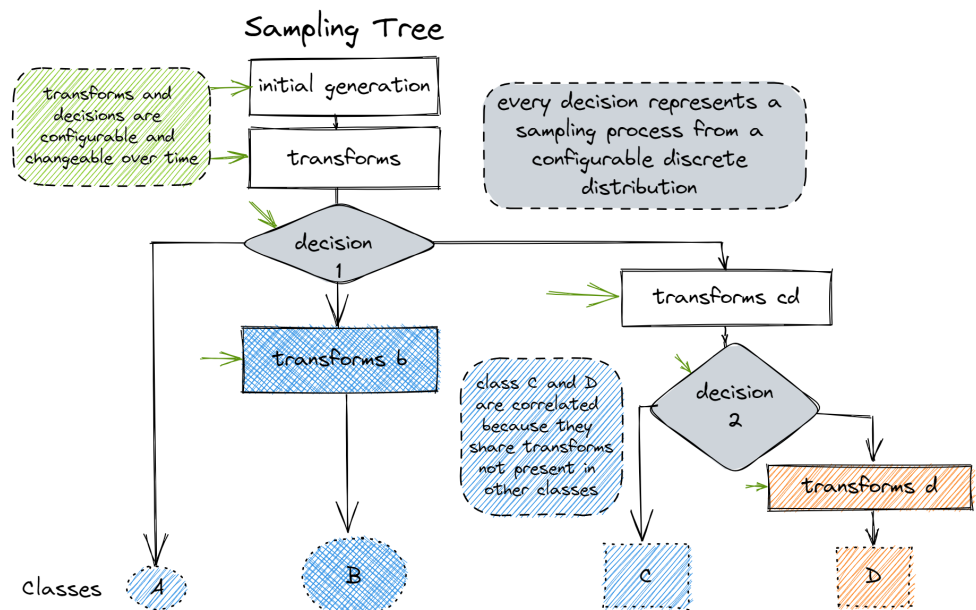 Sampling Tree
initial generation
transforms and
decisions are
configurable and
changeable over time
transforms
every decision represents a
sampling process from a
configurable discrete
distribution
decision
1
transforms cd
transforms b
class C and D
are correlated
because they
share transforms
not present in
other classes
decision
2
transforms d
Classes
A
B
C
D